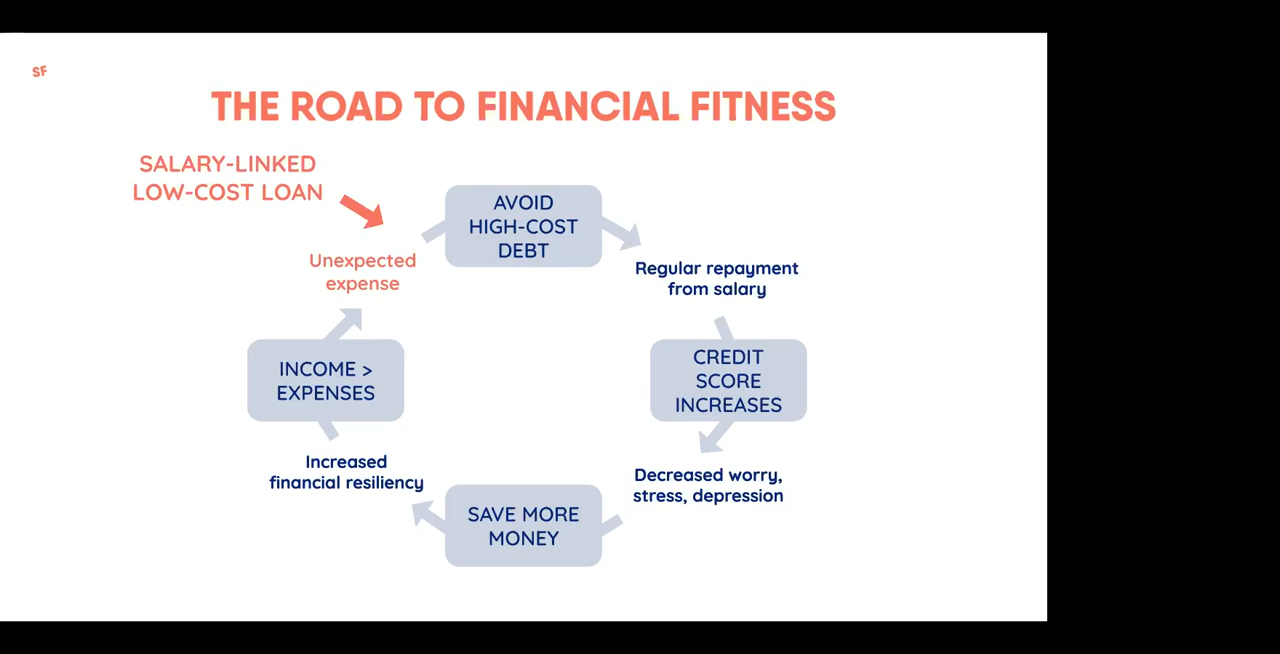 SF
THE ROAD TO FINANCIAL FITNESS
SALARY-LINKED
LOW-COST LOAN
Unexpected
expense
AVOID
HIGH-COST
DEBT
Regular repayment
from salary
CREDIT
SCORE
INCREASES
Decreased worry,
stress, depression
SAVE MORE
MONEY
Increased
financial resiliency
INCOME >
EXPENSES